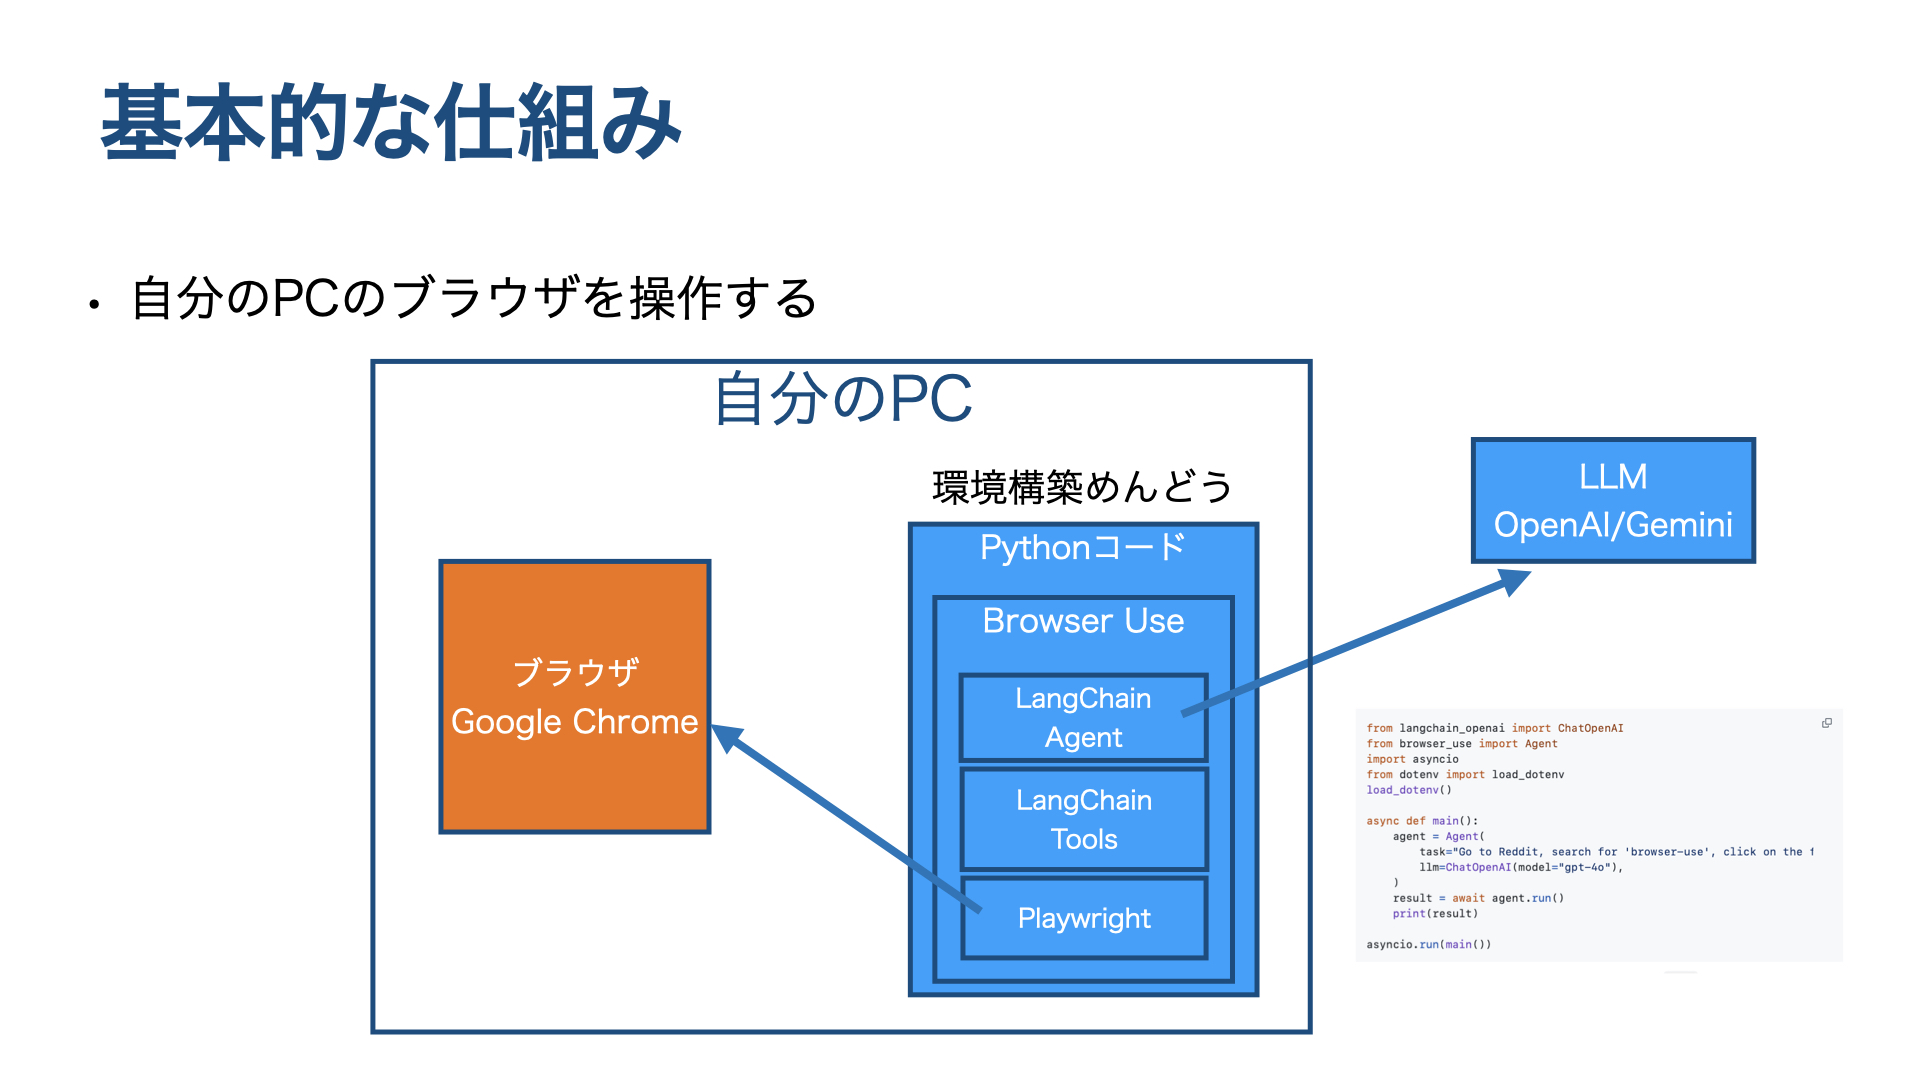 基本的な仕組み
• 自分のPCのブラウザを操作する
自分のPC
環境構築めんどう
Pythonコード
Browser Use
LangChain
Agent
LangChain
Tools
Playwright
ブラウザ
Google Chrome
LLM
OpenAI/Gemini
from langchain_openai import ChatOpenAI
from browser_use import Agent
import asyncio
from dotenv import load_dotenv
load_dotenv()
async def main():
    agent = Agent(
        task="Go to Reddit, search for 'browser-use', click on the f
        llm=ChatOpenAI(model="gpt-4o"),
    )
    result = await agent.run()
    print(result)
asyncio.run(main())